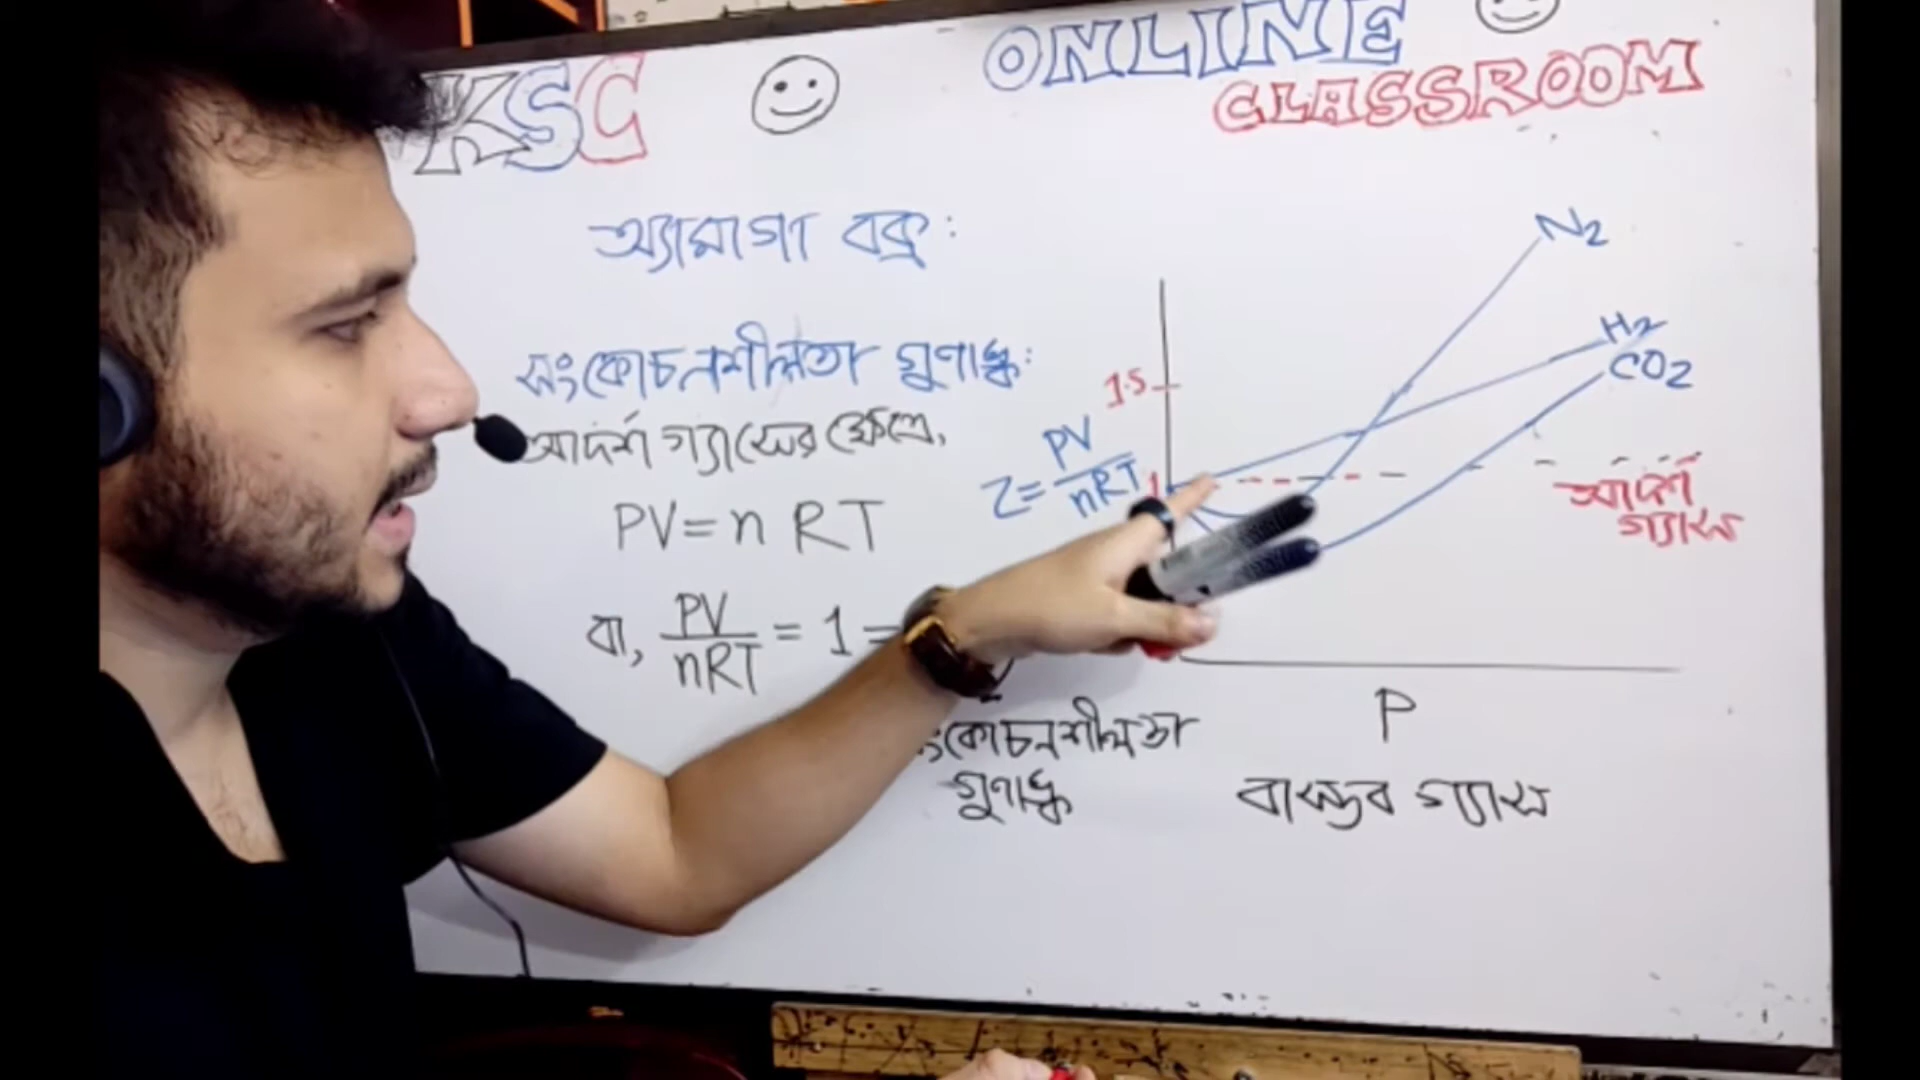 KSC
ONLINE
CLASSROOM
অ্যামাগা বক্র:
সংকোচনশীলতা গুণাঙ্ক:
আদর্শ গ্যাসের ক্ষেত্রে,
PV = n RT
বা, PV/nRT = 1 =
সংকোচনশীলতা
গুণাঙ্ক
Z = PV/nRT
1.5
1
N2
H2
CO2
আদর্শ
গ্যাস
P
বাস্তব গ্যাস